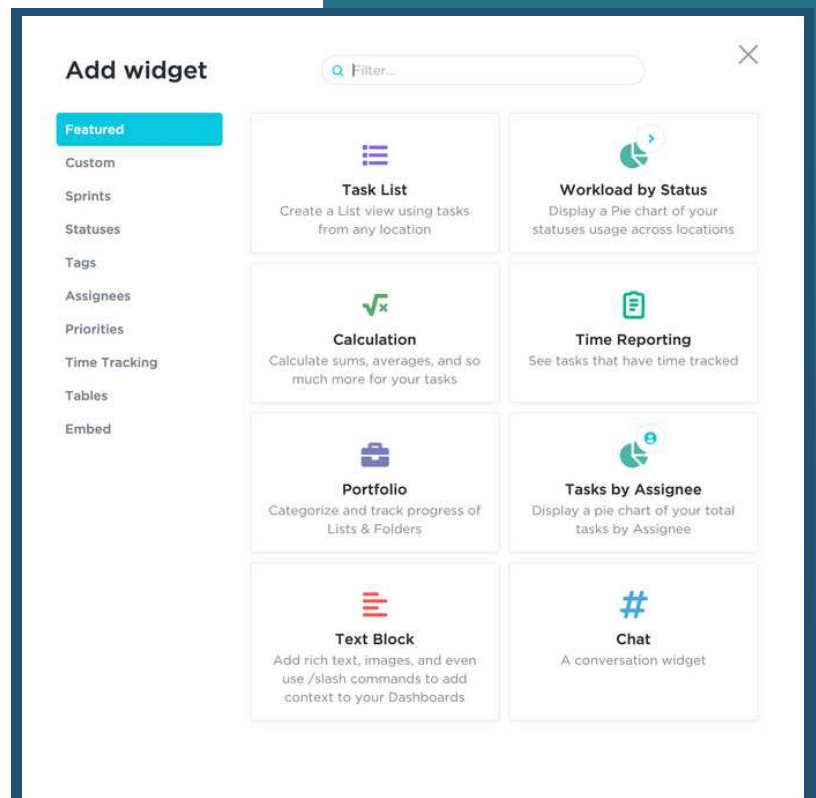 Add widget
Filter...
Featured
Custom
Sprints
Statuses
Tags
Assignees
Priorities
Time Tracking
Tables
Embed
Task List
Create a List view using tasks
from any location
Workload by Status
Display a Pie chart of your
statuses usage across locations
Calculation
Calculate sums, averages, and so
much more for your tasks
Time Reporting
See tasks that have time tracked
Portfolio
Categorize and track progress of
Lists & Folders
Tasks by Assignee
Display a pie chart of your total
tasks by Assignee
Text Block
Add rich text, images, and even
use /slash commands to add
context to your Dashboards
Chat
A conversation widget